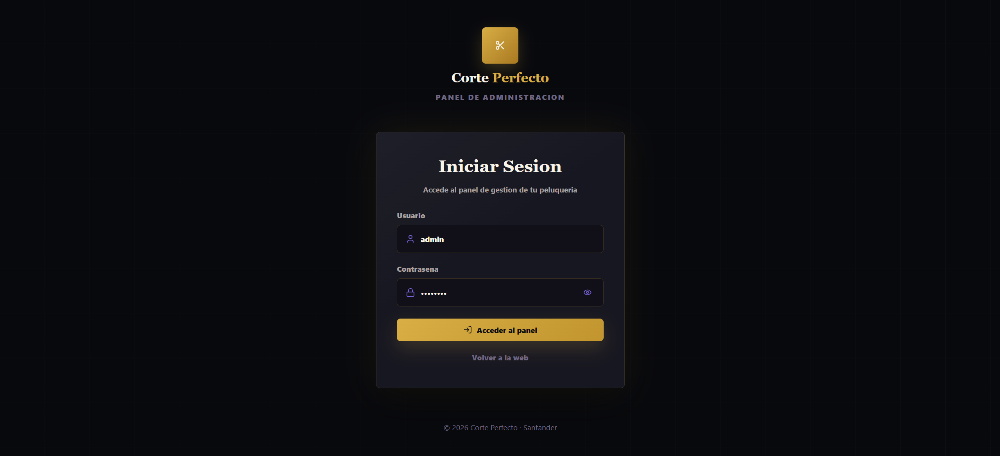 Corte Perfecto
PANEL DE ADMINISTRACION
Iniciar Sesion
Accede al panel de gestion de tu peluqueria
Usuario
admin
Contrasena
••••••••
Acceder al panel
Volver a la web
© 2026 Corte Perfecto · Santander